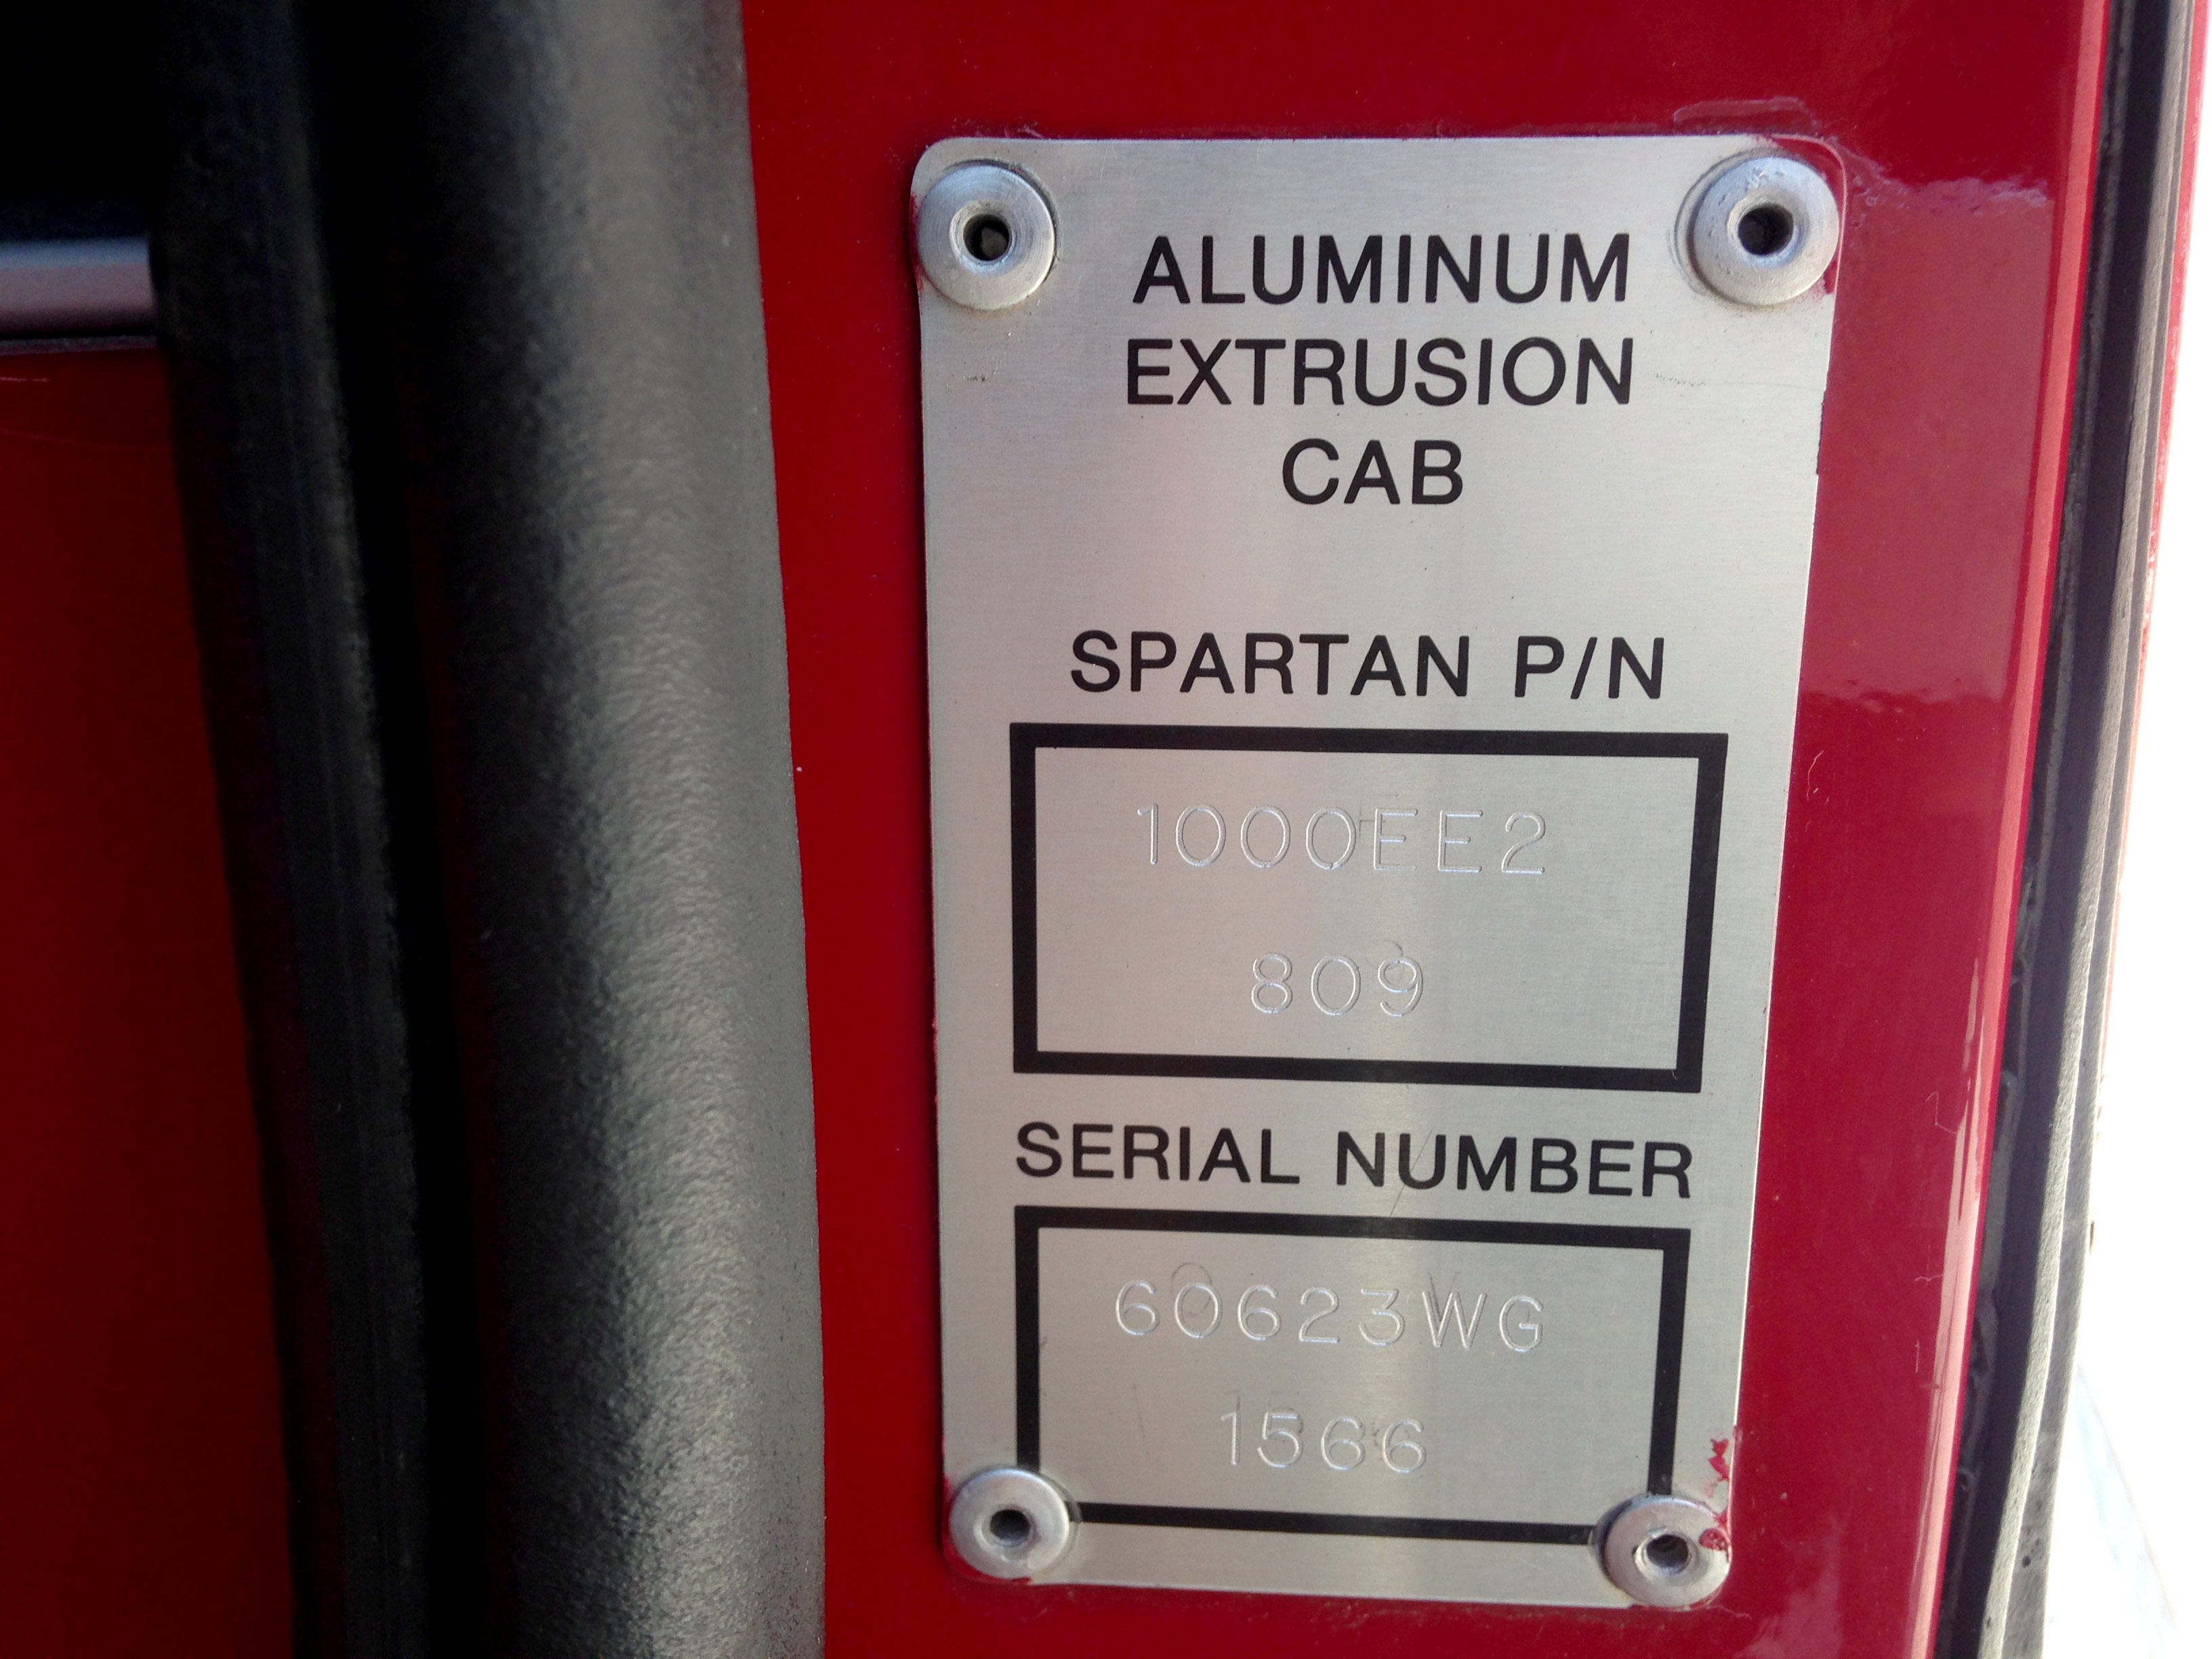 ALUMINUM
EXTRUSION
CAB
SPARTAN P/N
1000EE2
809
SERIAL NUMBER
60623WG
1566